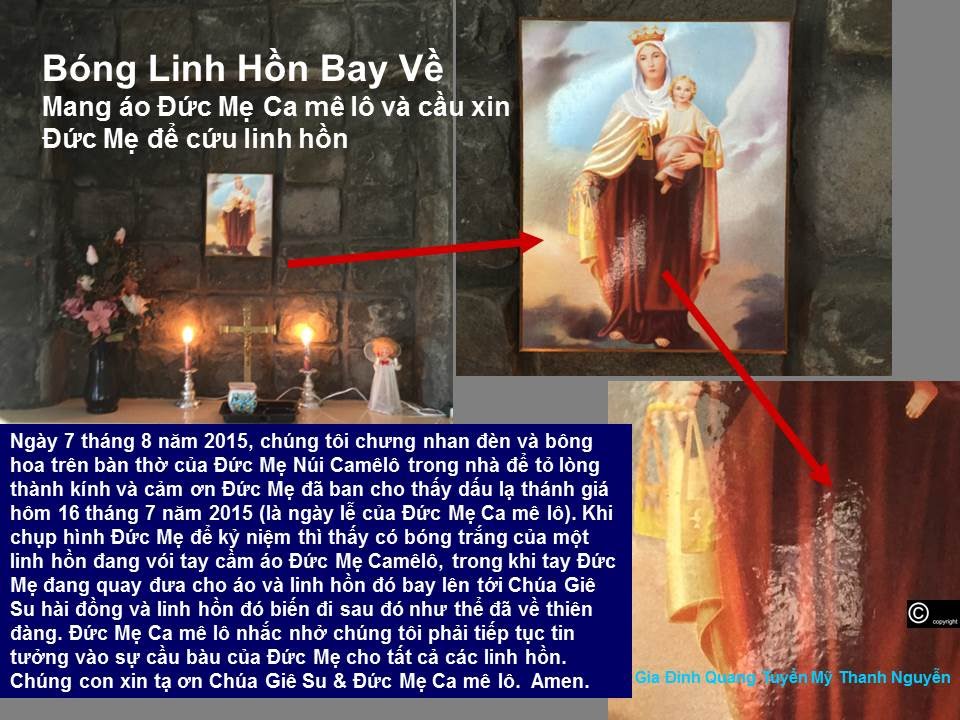 Bóng Linh Hồn Bay Về
Mang áo Đức Mẹ Ca mê lô và cầu xin
Đức Mẹ để cứu linh hồn
Ngày 7 tháng 8 năm 2015, chúng tôi chưng nhan đèn và bông
hoa trên bàn thờ của Đức Mẹ Núi Camêlô trong nhà để tỏ lòng
thành kính và cảm ơn Đức Mẹ đã ban cho thấy dấu lạ thánh giá
hôm 16 tháng 7 năm 2015 (là ngày lễ của Đức Mẹ Ca mê lô). Khi
chụp hình Đức Mẹ để kỷ niệm thì thấy có bóng trắng của một
linh hồn đang vói tay cầm áo Đức Mẹ Camêlô, trong khi tay Đức
Mẹ đang quay đưa cho áo và linh hồn đó bay lên tới Chúa Giê
Su hài đồng và linh hồn đó biến đi sau đó như thể đã về thiên
đàng. Đức Mẹ Ca mê lô nhắc nhở chúng tôi phải tiếp tục tin
tưởng vào sự cầu bàu của Đức Mẹ cho tất cả các linh hồn.
Chúng con xin tạ ơn Chúa Giê Su & Đức Mẹ Ca mê lô. Amen.
© copyright
Gia Đình Quang Tuyền Mỹ Thanh Nguyễn